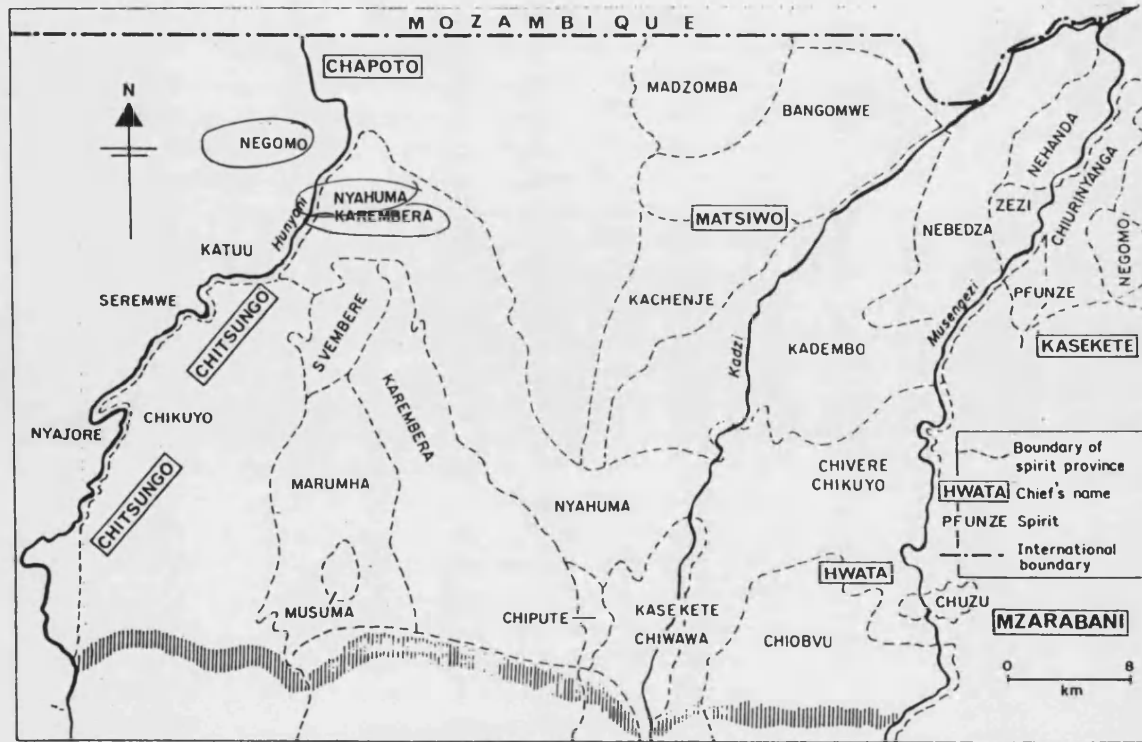 MOZAMBIQUE
CHAPOTO
MADZOMBA
BANGOMWE
N
NEGOMO
NYAHUMA
KAREMBERA
Hunyani
MATSIWO
NEHANDA
ZEZI
CHIURINYANGA
NEBEDZA
NEGOMO
KATUU
SEREMWE
CHITSUNGO
SVEMBERE
KACHENJE
Kadzi
KADEMBO
Musengezi
PFUNZE
KASEKETE
NYAJORE
CHIKUYO
KAREMBERA
CHITSUNGO
MARUMHA
NYAHUMA
CHIVERE
CHIKUYO
Boundary of
spirit province
HWATA Chief's name
PFUNZE Spirit
International
boundary
HWATA
MUSUMA
CHIPUTE
KASEKETE
CHIWAWA
CHIOBVU
CHUZU
MZARABANI
0 8
km